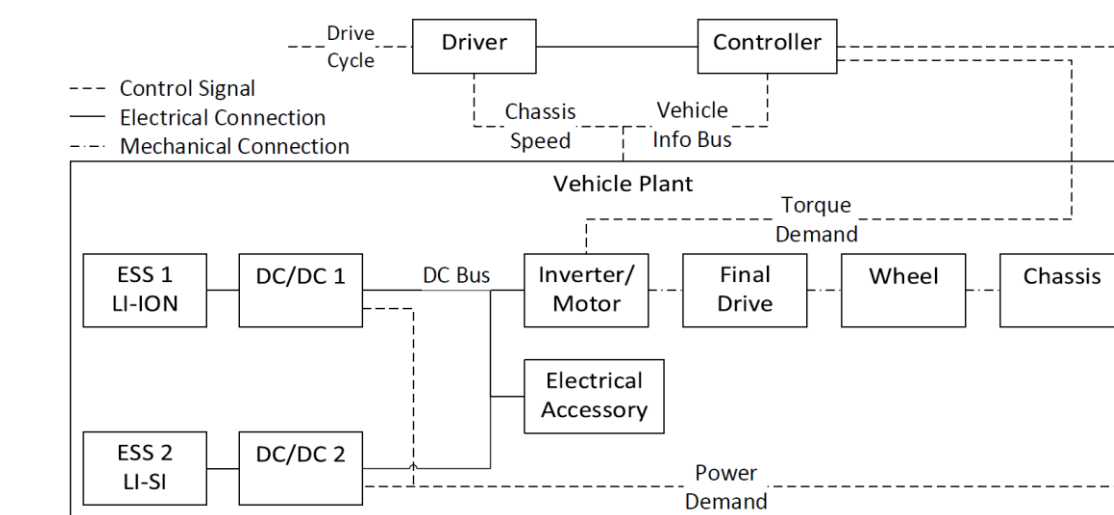 Drive
Cycle
Driver
Controller
Control Signal
Electrical Connection
Mechanical Connection
Chassis
Speed
Vehicle
Info Bus
Vehicle Plant
Torque
Demand
ESS 1
LI-ION
DC/DC 1
DC Bus
Inverter/
Motor
Final
Drive
Wheel
Chassis
Electrical
Accessory
ESS 2
LI-SI
DC/DC 2
Power
Demand